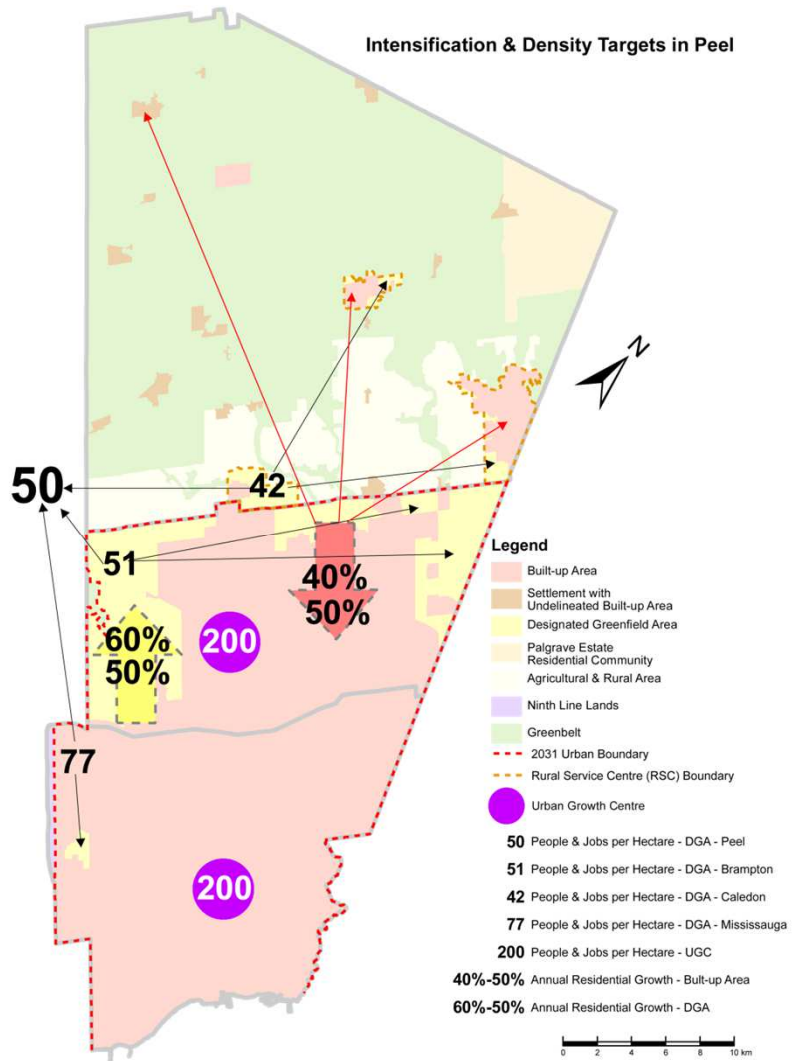 Intensification & Density Targets in Peel
N
50
42
51
40%
50%
60%
50%
200
77
200
Legend
Built-up Area
Settlement with
Undelineated Built-up Area
Designated Greenfield Area
Palgrave Estate
Residential Community
Agricultural & Rural Area
Ninth Line Lands
Greenbelt
2031 Urban Boundary
Rural Service Centre (RSC) Boundary
Urban Growth Centre
50 People & Jobs per Hectare - DGA - Peel
51 People & Jobs per Hectare - DGA - Brampton
42 People & Jobs per Hectare - DGA - Caledon
77 People & Jobs per Hectare - DGA - Mississauga
200 People & Jobs per Hectare - UGC
40%-50% Annual Residential Growth - Bult-up Area
60%-50% Annual Residential Growth - DGA
0 2 4 6 8 10 km